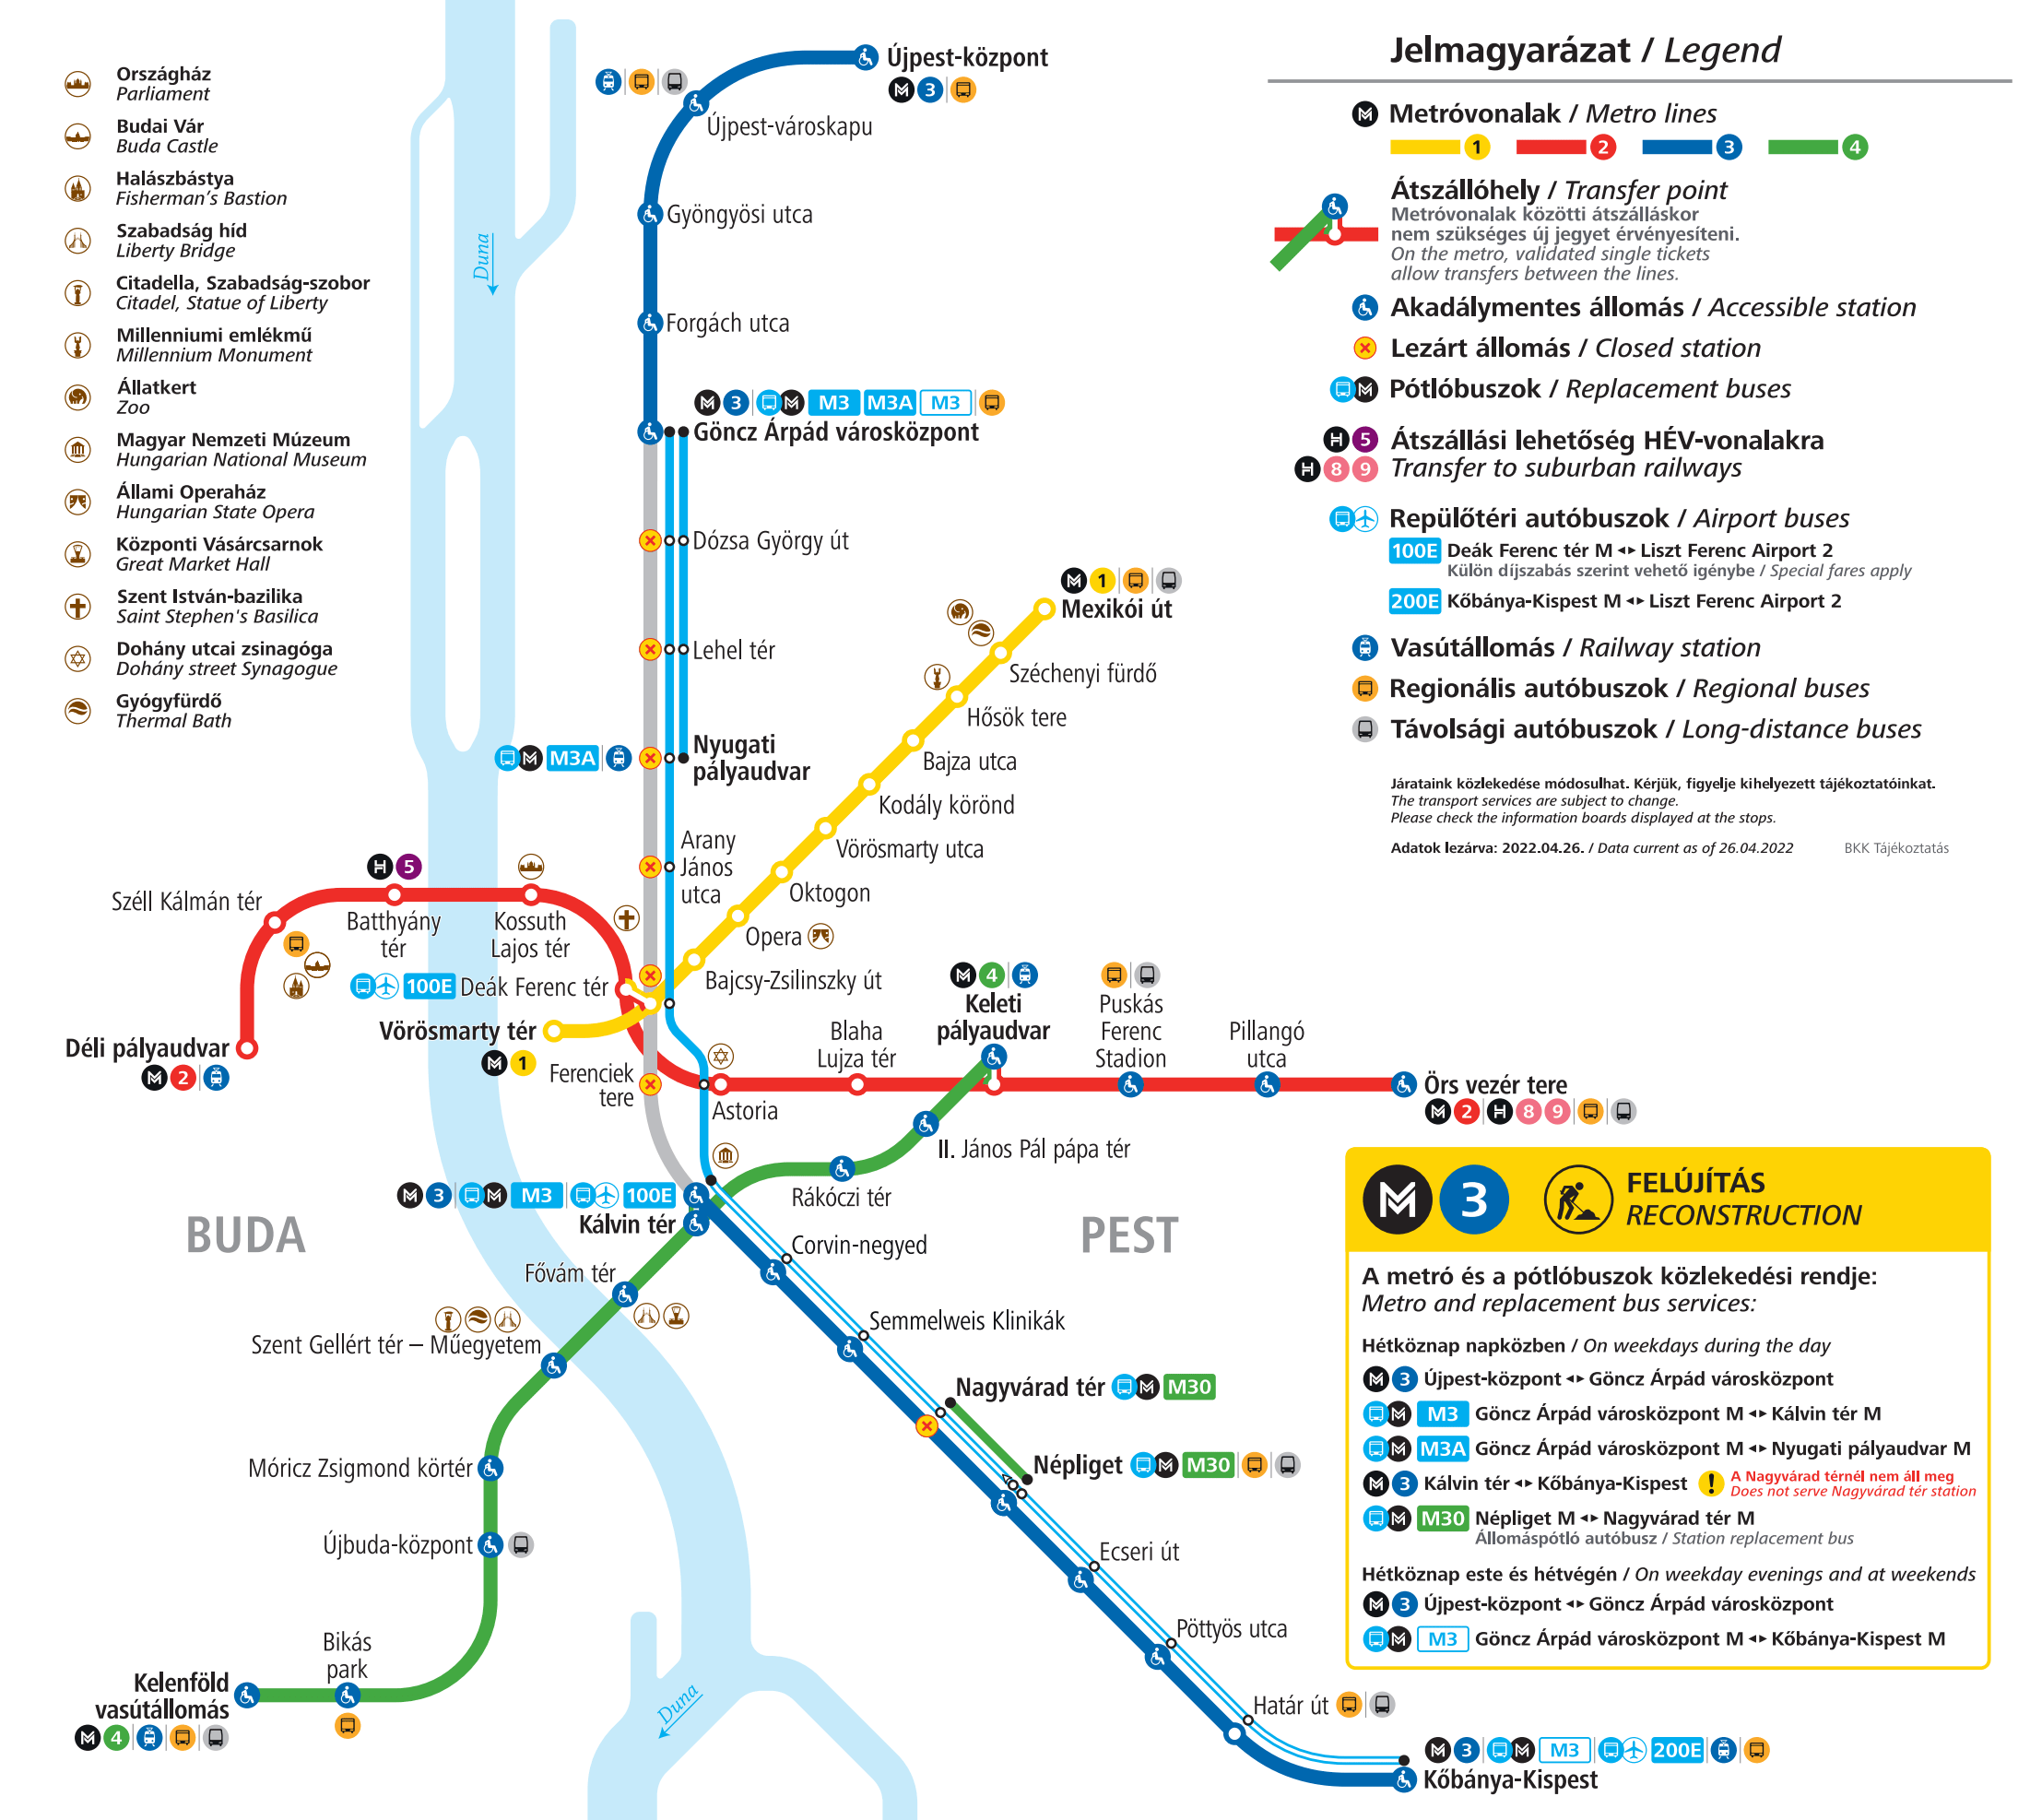 Országház
Parliament
Budai Vár
Buda Castle
Halászbástya
Fisherman's Bastion
Szabadság híd
Liberty Bridge
Citadella, Szabadság-szobor
Citadel, Statue of Liberty
Millenniumi emlékmű
Millennium Monument
Állatkert
Zoo
Magyar Nemzeti Múzeum
Hungarian National Museum
Állami Operaház
Hungarian State Opera
Központi Vásárcsarnok
Great Market Hall
Szent István-bazilika
Saint Stephen's Basilica
Dohány utcai zsinagóga
Dohány street Synagogue
Gyógyfürdő
Thermal Bath
Duna
Újpest-központ
M 3
Újpest-városkapu
Gyöngyösi utca
Forgách utca
M 3 M M3 M3A M3
Göncz Árpád városközpont
Dózsa György út
Lehel tér
M M3A
Nyugati
pályaudvar
Arany
János
utca
M 1
Mexikói út
Széchenyi fürdő
Hősök tere
Bajza utca
Kodály körönd
Vörösmarty utca
Oktogon
Opera
Bajcsy-Zsilinszky út
Széll Kálmán tér
H 5
Batthyány
tér
Kossuth
Lajos tér
100E Deák Ferenc tér
Vörösmarty tér
M 1
Déli pályaudvar
M 2
Ferenciek
tere
Astoria
Blaha
Lujza tér
M 4
Keleti
pályaudvar
Puskás
Ferenc
Stadion
Pillangó
utca
Örs vezér tere
M 2 H 8 9
II. János Pál pápa tér
Rákóczi tér
M 3 M M3 100E
Kálvin tér
BUDA
PEST
Fővám tér
Szent Gellért tér – Műegyetem
Móricz Zsigmond körtér
Újbuda-központ
Bikás
park
Kelenföld
vasútállomás
M 4
Duna
Corvin-negyed
Semmelweis Klinikák
Nagyvárad tér M M30
Népliget M M30
Ecseri út
Pöttyös utca
Határ út
M 3 M M3 200E
Kőbánya-Kispest
Jelmagyarázat / Legend
M Metróvonalak / Metro lines
1 2 3 4
Átszállóhely / Transfer point
Metróvonalak közötti átszálláskor
nem szükséges új jegyet érvényesíteni.
On the metro, validated single tickets
allow transfers between the lines.
Akadálymentes állomás / Accessible station
Lezárt állomás / Closed station
M Pótlóbuszok / Replacement buses
H 5 Átszállási lehetőség HÉV-vonalakra
H 8 9 Transfer to suburban railways
Repülőtéri autóbuszok / Airport buses
100E Deák Ferenc tér M ◂▸ Liszt Ferenc Airport 2
Külön díjszabás szerint vehető igénybe / Special fares apply
200E Kőbánya-Kispest M ◂▸ Liszt Ferenc Airport 2
Vasútállomás / Railway station
Regionális autóbuszok / Regional buses
Távolsági autóbuszok / Long-distance buses
Járataink közlekedése módosulhat. Kérjük, figyelje kihelyezett tájékoztatóinkat.
The transport services are subject to change.
Please check the information boards displayed at the stops.
Adatok lezárva: 2022.04.26. / Data current as of 26.04.2022 BKK Tájékoztatás
M 3 FELÚJÍTÁS
RECONSTRUCTION
A metró és a pótlóbuszok közlekedési rendje:
Metro and replacement bus services:
Hétköznap napközben / On weekdays during the day
M 3 Újpest-központ ◂▸ Göncz Árpád városközpont
M M3 Göncz Árpád városközpont M ◂▸ Kálvin tér M
M M3A Göncz Árpád városközpont M ◂▸ Nyugati pályaudvar M
M 3 Kálvin tér ◂▸ Kőbánya-Kispest ! A Nagyvárad térnél nem áll meg
Does not serve Nagyvárad tér station
M M30 Népliget M ◂▸ Nagyvárad tér M
Állomáspótló autóbusz / Station replacement bus
Hétköznap este és hétvégén / On weekday evenings and at weekends
M 3 Újpest-központ ◂▸ Göncz Árpád városközpont
M M3 Göncz Árpád városközpont M ◂▸ Kőbánya-Kispest M